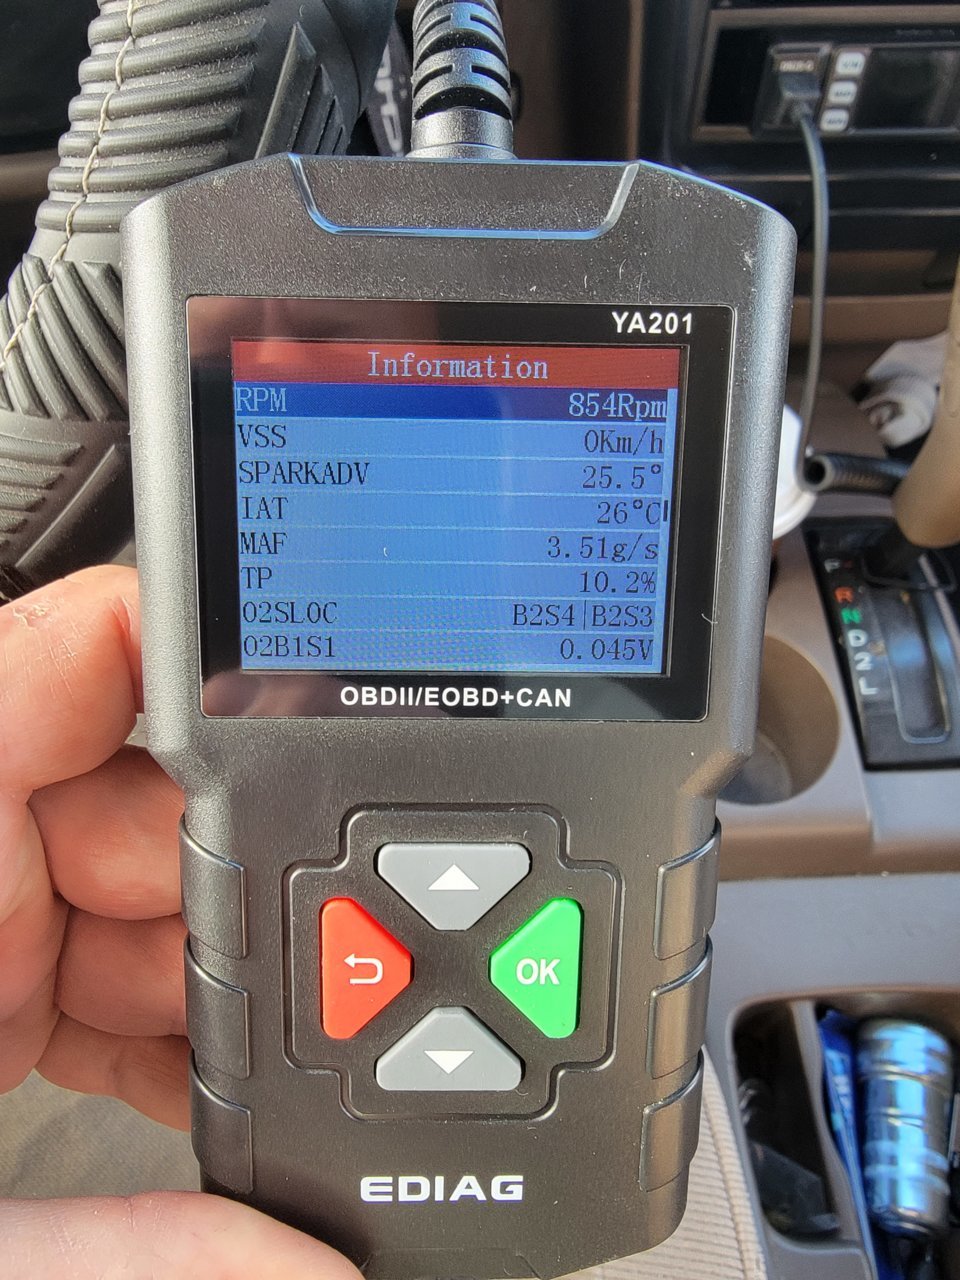 YA201
Information
RPM 854Rpm
VSS 0Km/h
SPARKADV 25.5°
IAT 26°C
MAF 3.51g/s
TP 10.2%
O2SLOC B2S4|B2S3
O2B1S1 0.045V
OBDII/EOBD+CAN
OK
EDIAG
P
R
N
D
2
L